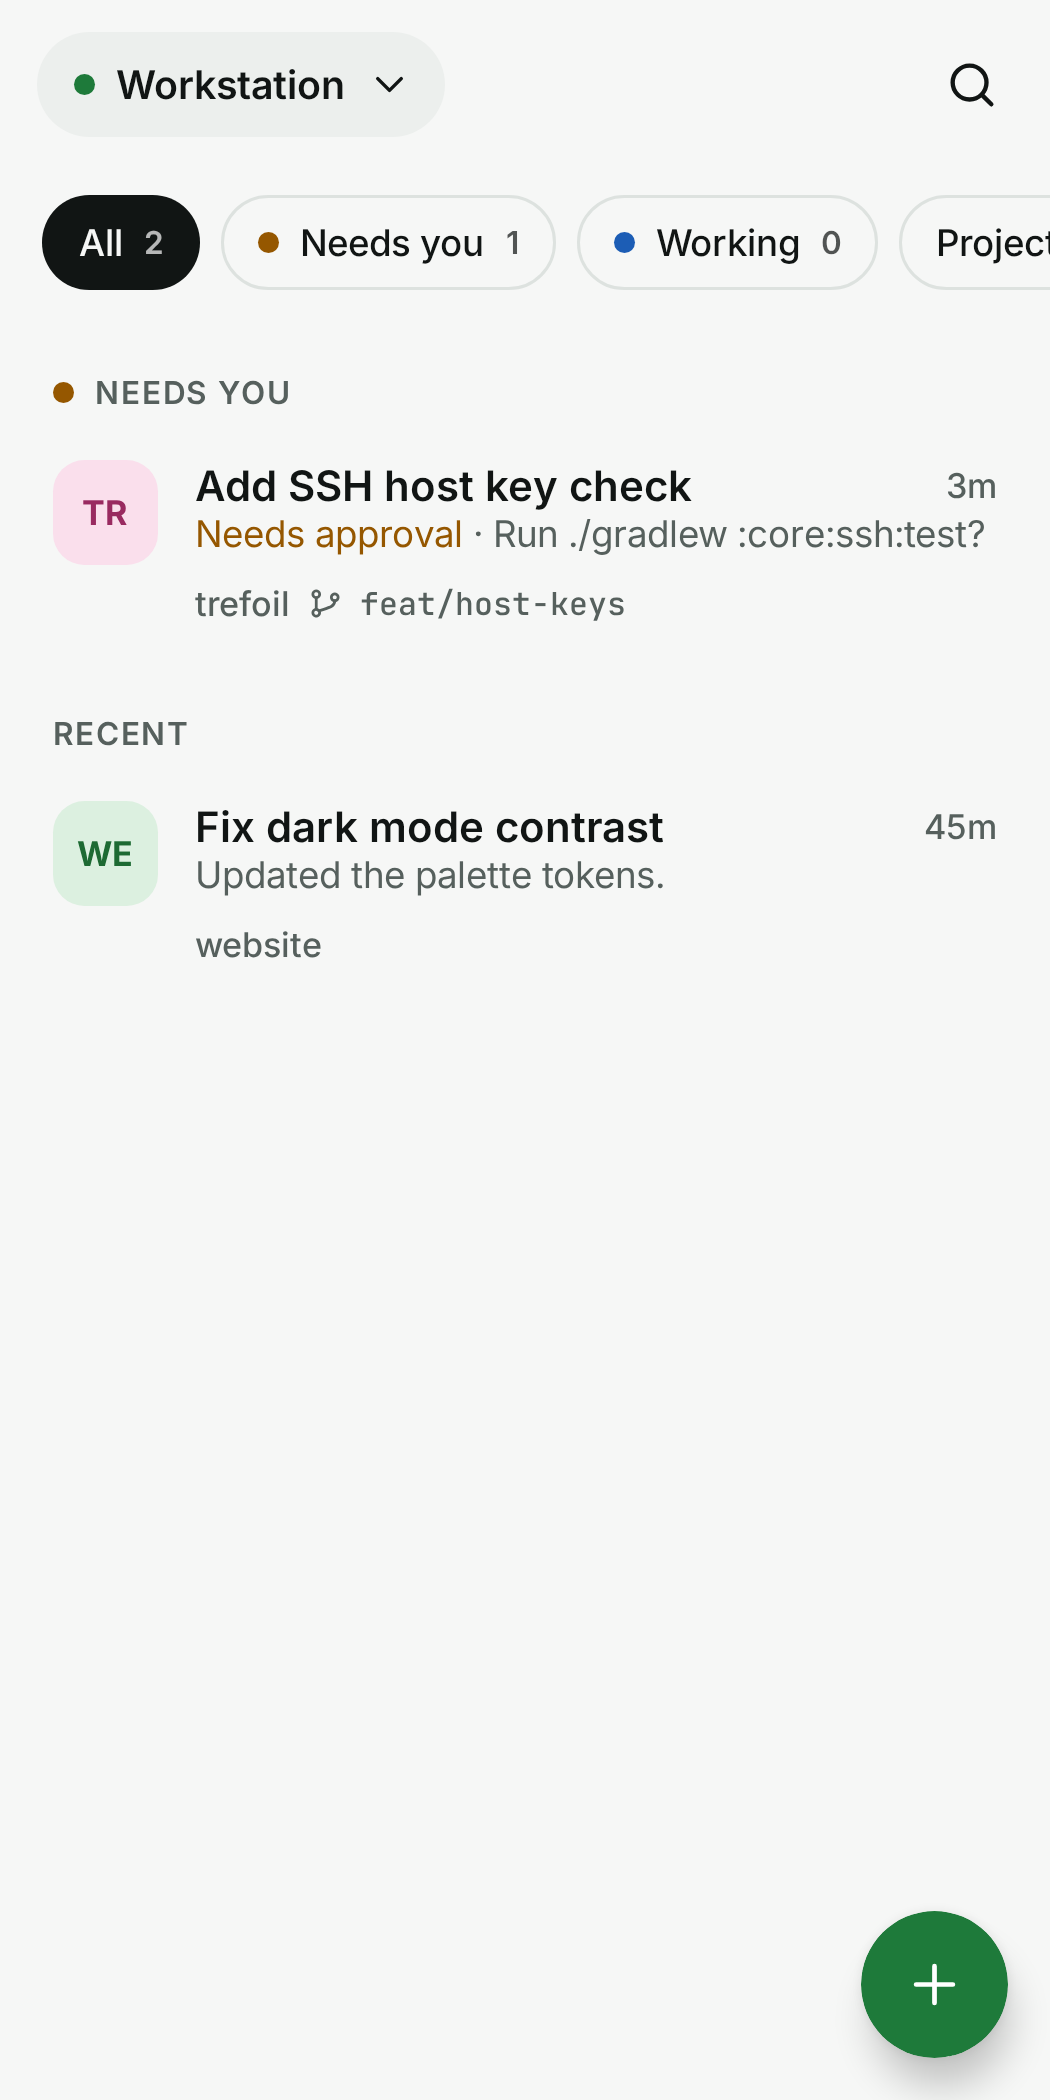 Workstation
All 2
Needs you 1
Working 0
Project
NEEDS YOU
TR
Add SSH host key check
3m
Needs approval · Run ./gradlew :core:ssh:test?
trefoil feat/host-keys
RECENT
WE
Fix dark mode contrast
45m
Updated the palette tokens.
website